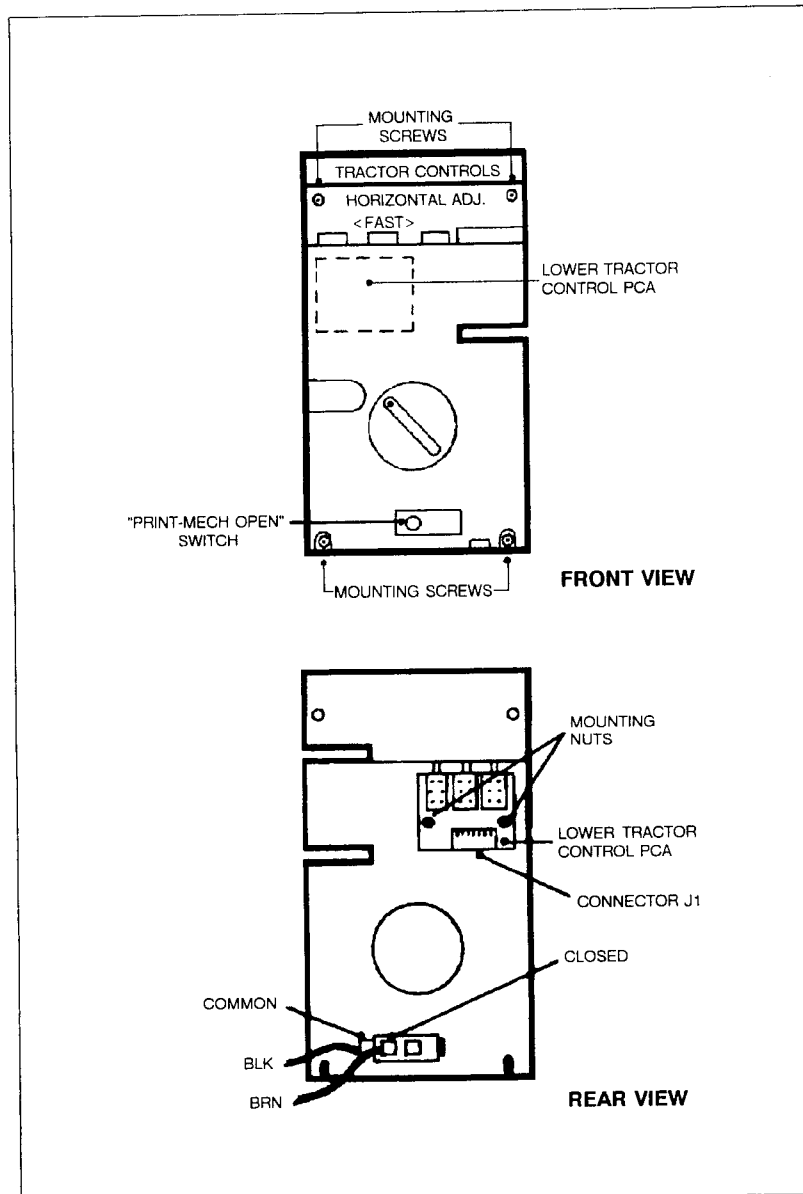 MOUNTING
SCREWS
TRACTOR CONTROLS
HORIZONTAL ADJ.
<FAST>
LOWER TRACTOR
CONTROL PCA
"PRINT-MECH OPEN"
SWITCH
MOUNTING SCREWS
FRONT VIEW
MOUNTING
NUTS
LOWER TRACTOR
CONTROL PCA
CONNECTOR J1
CLOSED
COMMON
BLK
BRN
REAR VIEW